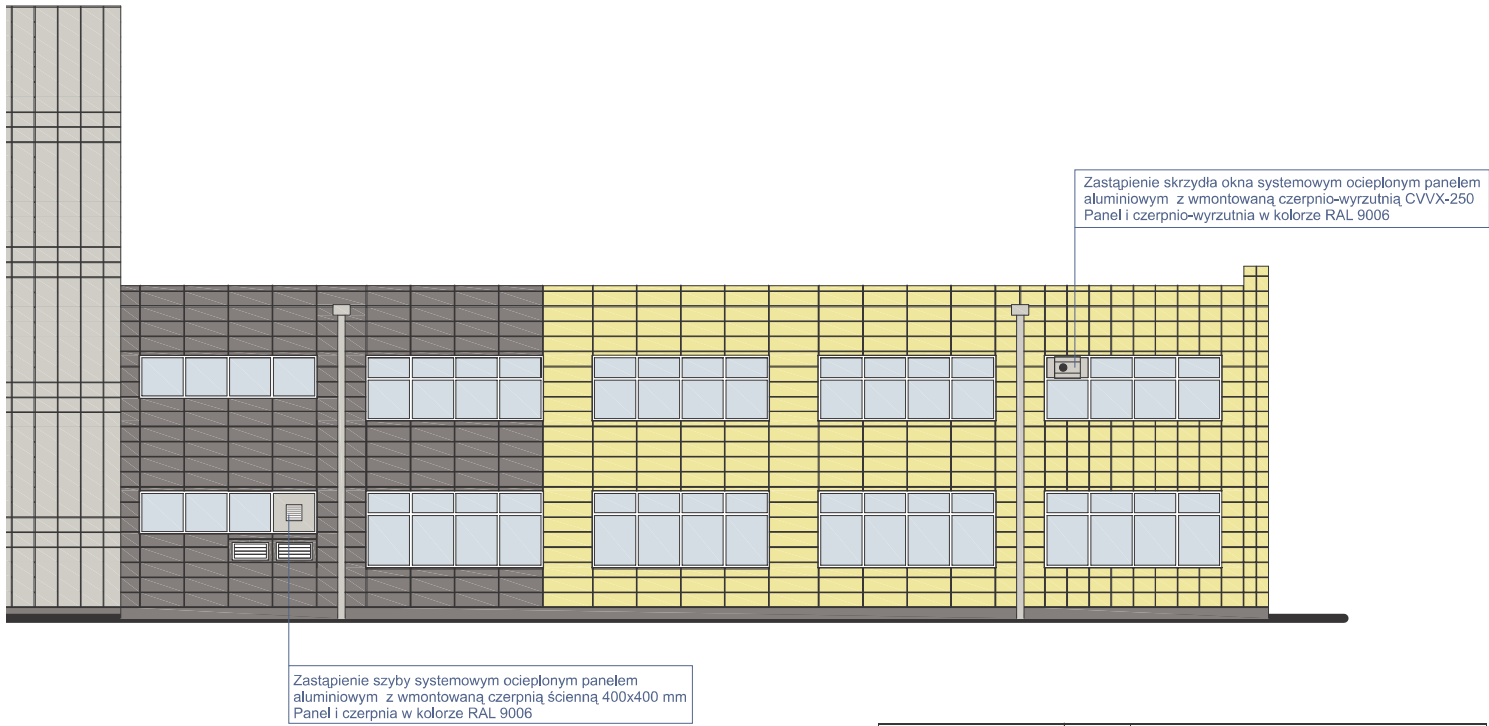 Zastąpienie skrzydła okna systemowym ocieplonym panelem
aluminiowym z wmontowaną czerpnio-wyrzutnią CVVX-250
Panel i czerpnio-wyrzutnia w kolorze RAL 9006
Zastąpienie szyby systemowym ocieplonym panelem
aluminiowym z wmontowaną czerpnią ścienną 400x400 mm
Panel i czerpnia w kolorze RAL 9006